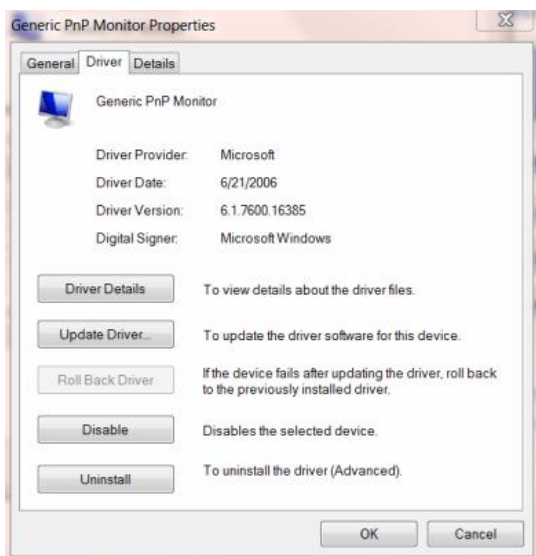 Generic PnP Monitor Properties
General Driver Details
Generic PnP Monitor
Driver Provider: Microsoft
Driver Date: 6/21/2006
Driver Version: 6.1.7600.16385
Digital Signer: Microsoft Windows
Driver Details To view details about the driver files.
Update Driver... To update the driver software for this device.
Roll Back Driver If the device fails after updating the driver, roll back
to the previously installed driver.
Disable Disables the selected device.
Uninstall To uninstall the driver (Advanced).
OK Cancel